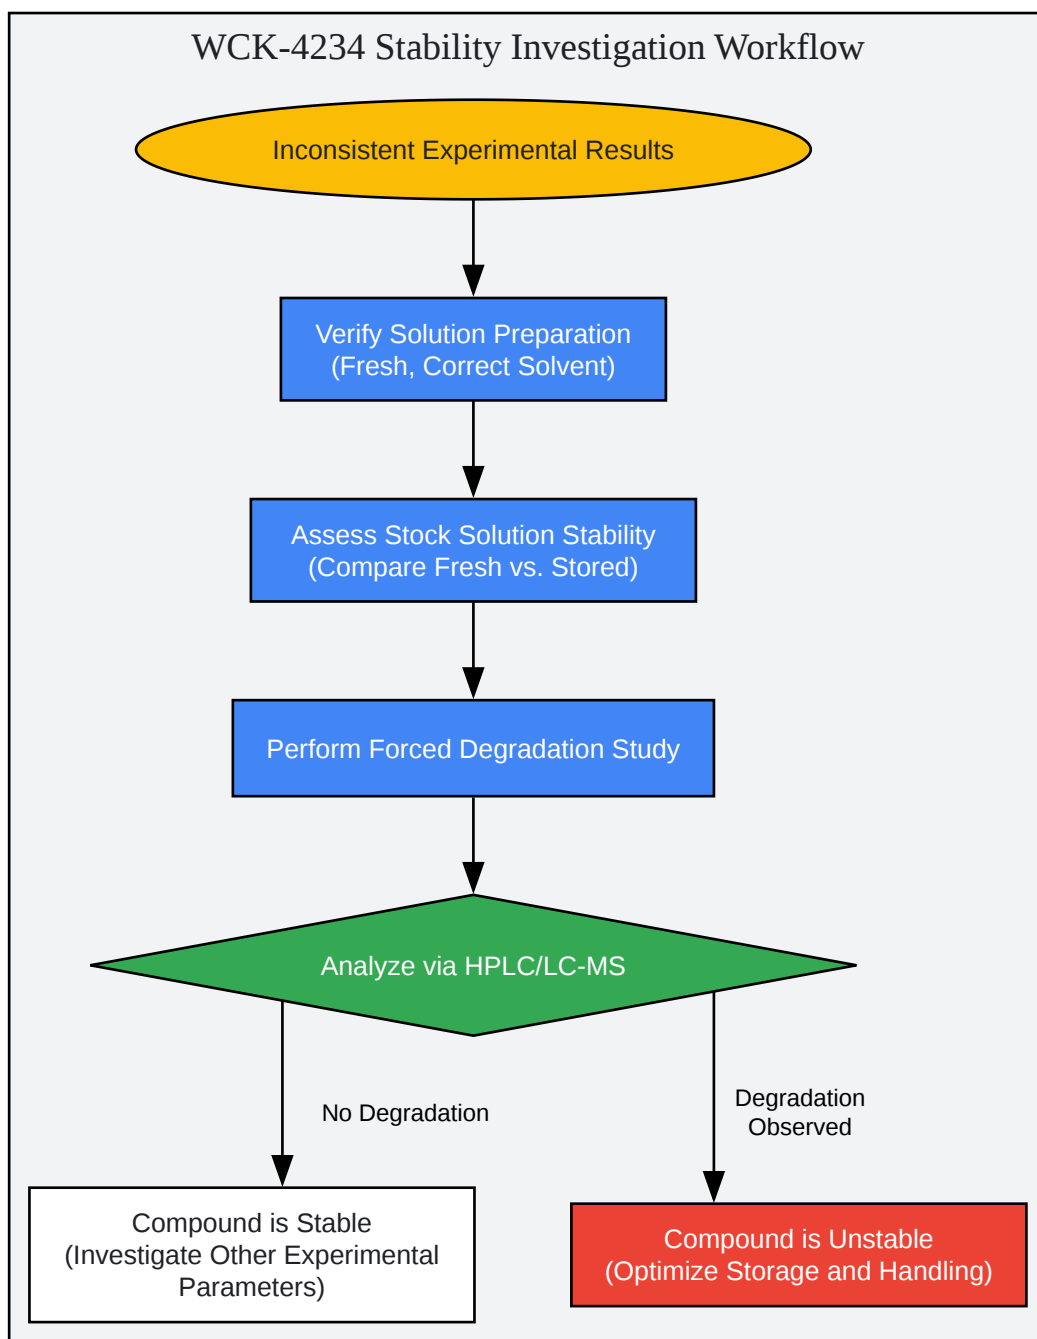 WCK-4234 Stability Investigation Workflow
Inconsistent Experimental Results
Verify Solution Preparation
(Fresh, Correct Solvent)
Assess Stock Solution Stability
(Compare Fresh vs. Stored)
Perform Forced Degradation Study
Analyze via HPLC/LC-MS
No Degradation
Degradation
Observed
Compound is Stable
(Investigate Other Experimental
Parameters)
Compound is Unstable
(Optimize Storage and Handling)